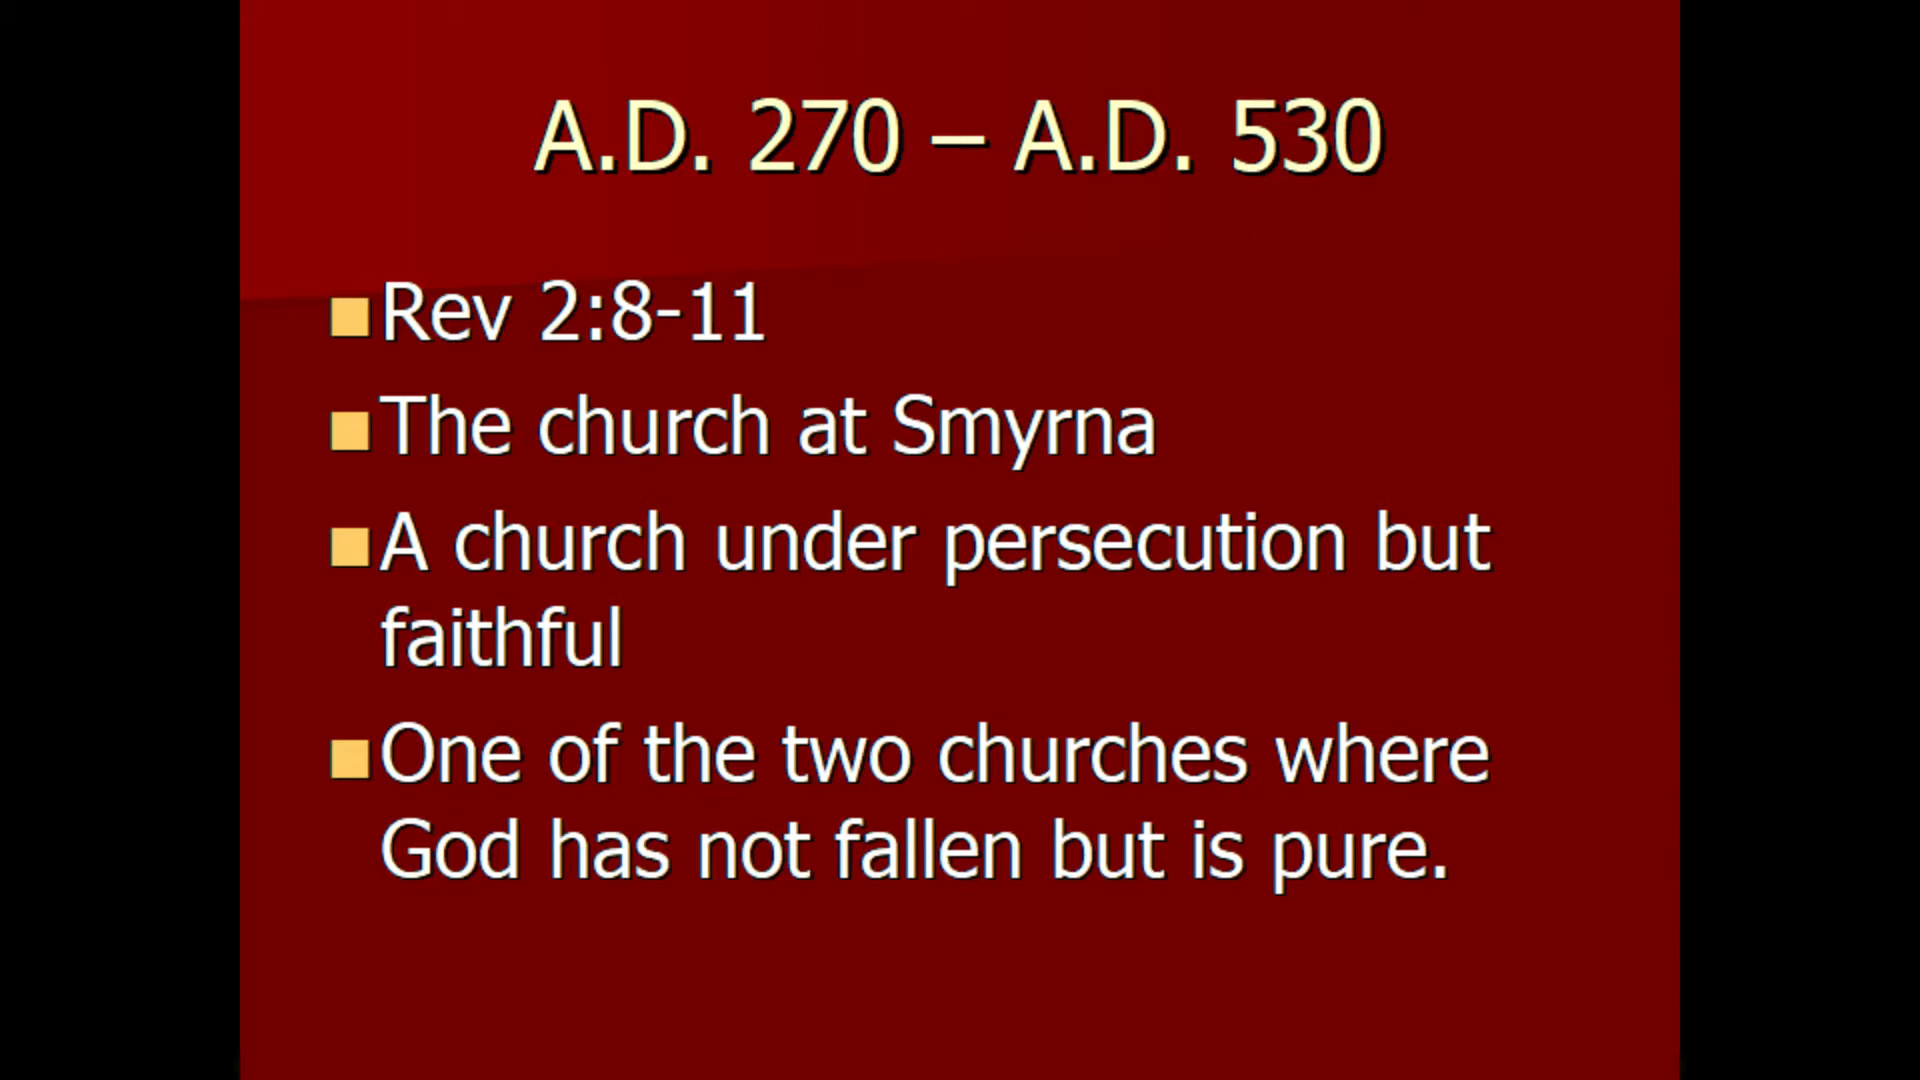 A.D. 270 – A.D. 530
Rev 2:8-11
The church at Smyrna
A church under persecution but
faithful
One of the two churches where
God has not fallen but is pure.